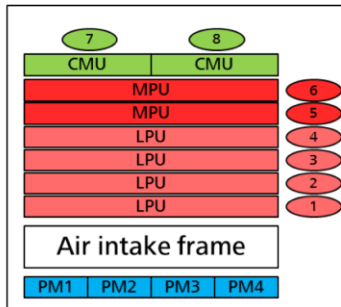 7 8
CMU CMU
MPU 6
MPU 5
LPU 4
LPU 3
LPU 2
LPU 1
Air intake frame
PM1 PM2 PM3 PM4